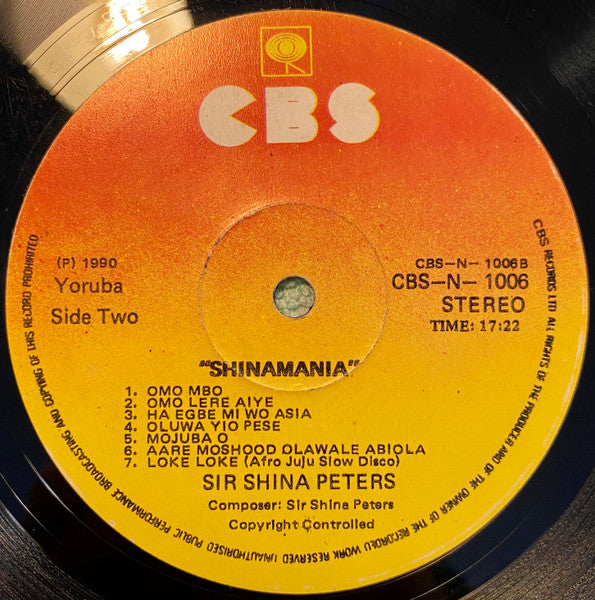 CBS
(P) 1990
Yoruba
Side Two
CBS-N- 1006B
CBS-N- 1006
STEREO
TIME: 17:22
"SHINAMANIA"
1. OMO MBO
2. OMO LERE AIYE
3. HA EGBE MI WO ASIA
4. OLUWA YIO PESE
5. MOJUBA O
6. AARE MOSHOOD OLAWALE ABIOLA
7. LOKE LOKE (Afro Juju Slow Disco)
SIR SHINA PETERS
Composer: Sir Shina Peters
Copyright Controlled
CBS RECORDS LTD ALL RIGHTS OF THE PRODUCER AND OF THE OWNER OF THE RECORDED WORK RESERVED UNAUTHORISED PUBLIC PERFORMANCE BROADCASTING AND COPYING OF THIS RECORD PROHIBITED